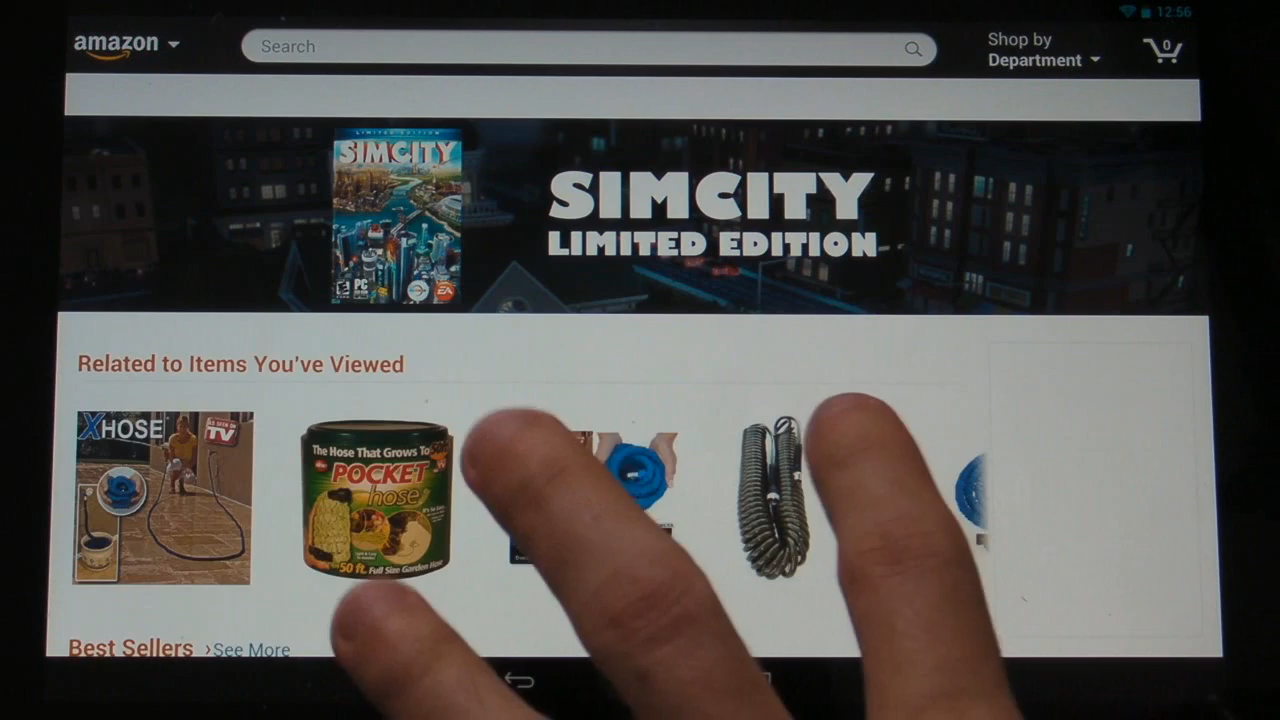 12:56
amazon
Search
Shop by
Department
0
LIMITED EDITION
SIMCITY
PC
EA
SIMCITY
LIMITED EDITION
Related to Items You've Viewed
XHOSE
AS SEEN ON
TV
The Hose That Grows To
POCKET
hose
50 ft. Full Size Garden Hose
Best Sellers ›See More